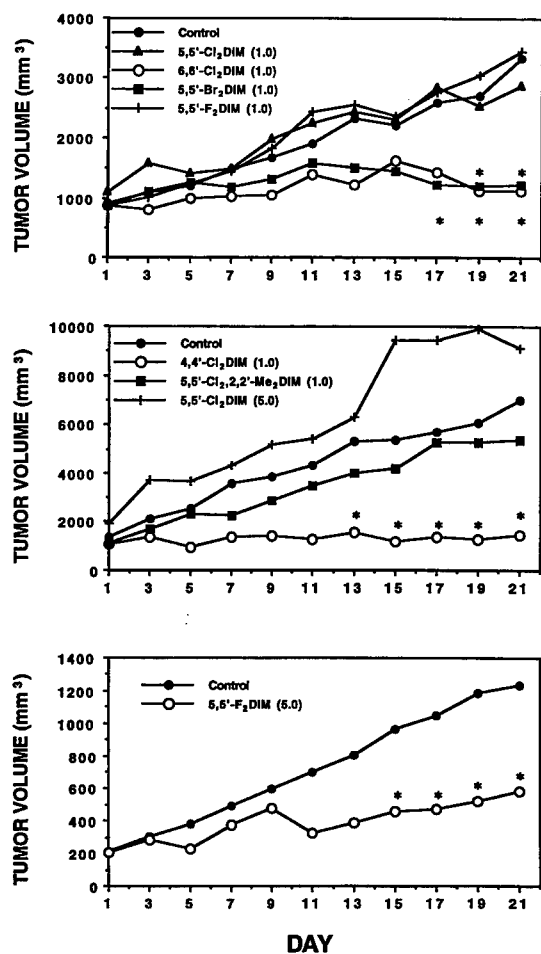 Control
5,5'-Cl2DIM (1.0)
6,6'-Cl2DIM (1.0)
5,5'-Br2DIM (1.0)
5,5'-F2DIM (1.0)
TUMOR VOLUME (mm3)
4000
3000
2000
1000
0
* *
* * *
1 3 5 7 9 11 13 15 17 19 21
Control
4,4'-Cl2DIM (1.0)
5,5'-Cl2,2,2'-Me2DIM (1.0)
5,5'-Cl2DIM (5.0)
TUMOR VOLUME (mm3)
10000
8000
6000
4000
2000
0
* * * * *
1 3 5 7 9 11 13 15 17 19 21
Control
5,5'-F2DIM (5.0)
TUMOR VOLUME (mm3)
1400
1200
1000
800
600
400
200
0
* * * *
1 3 5 7 9 11 13 15 17 19 21
DAY